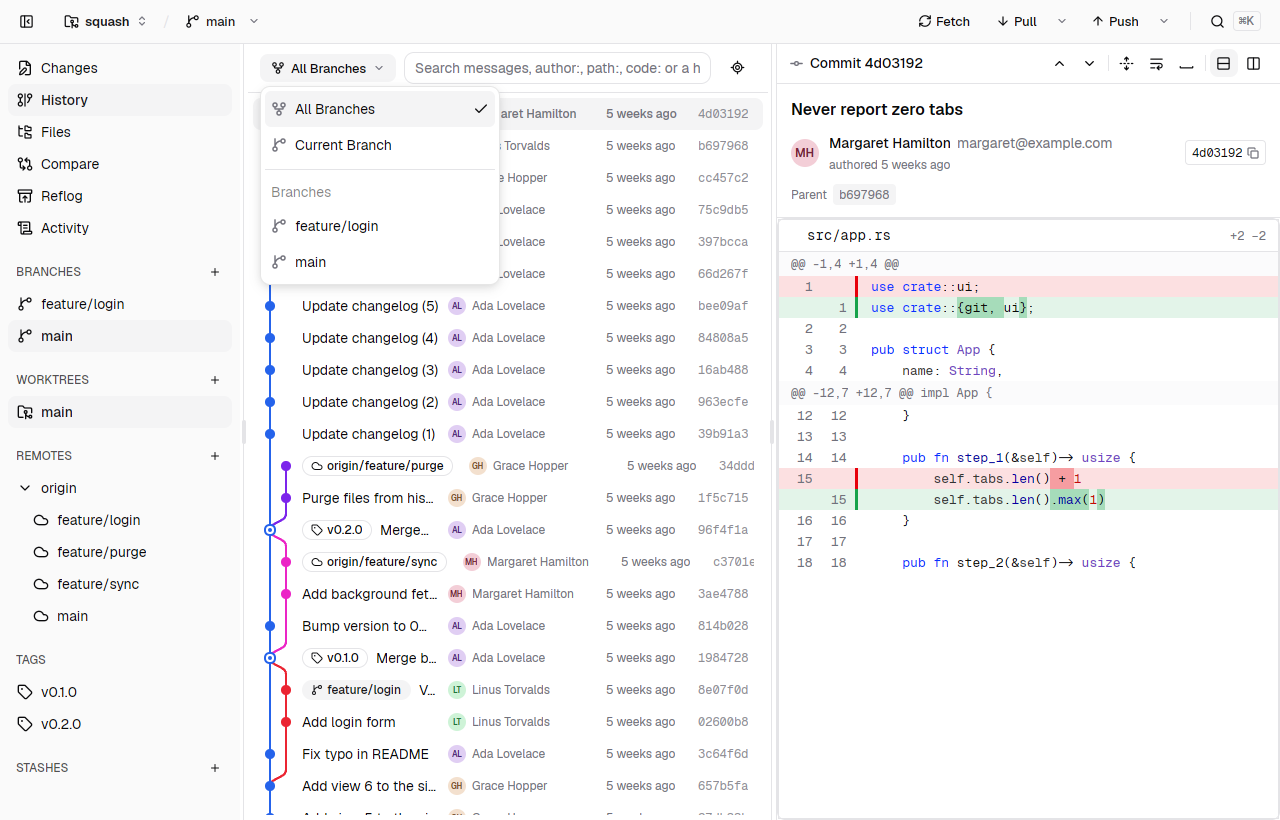 squash
main
Fetch
Pull
Push
⌘K
Changes
History
Files
Compare
Reflog
Activity
BRANCHES
feature/login
main
WORKTREES
main
REMOTES
origin
feature/login
feature/purge
feature/sync
main
TAGS
v0.1.0
v0.2.0
STASHES
All Branches
Search messages, author:, path:, code: or a h
All Branches
Current Branch
Branches
feature/login
main
aret Hamilton 5 weeks ago 4d03192
Torvalds 5 weeks ago b697968
Hopper 5 weeks ago cc457c2
Lovelace 5 weeks ago 75c9db5
Lovelace 5 weeks ago 397bcca
Lovelace 5 weeks ago 66d267f
Update changelog (5) AL Ada Lovelace 5 weeks ago bee09af
Update changelog (4) AL Ada Lovelace 5 weeks ago 84808a5
Update changelog (3) AL Ada Lovelace 5 weeks ago 16ab488
Update changelog (2) AL Ada Lovelace 5 weeks ago 963ecfe
Update changelog (1) AL Ada Lovelace 5 weeks ago 39b91a3
origin/feature/purge GH Grace Hopper 5 weeks ago 34ddd
Purge files from his… GH Grace Hopper 5 weeks ago 1f5c715
v0.2.0 Merge… AL Ada Lovelace 5 weeks ago 96f4f1a
origin/feature/sync MH Margaret Hamilton 5 weeks ago c3701e
Add background fet… MH Margaret Hamilton 5 weeks ago 3ae4788
Bump version to 0… AL Ada Lovelace 5 weeks ago 814b028
v0.1.0 Merge b… AL Ada Lovelace 5 weeks ago 1984728
feature/login V… LT Linus Torvalds 5 weeks ago 8e07f0d
Add login form LT Linus Torvalds 5 weeks ago 02600b8
Fix typo in README AL Ada Lovelace 5 weeks ago 3c64f6d
Add view 6 to the si… GH Grace Hopper 5 weeks ago 657b5fa
Commit 4d03192
Never report zero tabs
MH Margaret Hamilton margaret@example.com
authored 5 weeks ago
4d03192
Parent b697968
src/app.rs +2 −2
@@ -1,4 +1,4 @@
1 use crate::ui;
1 use crate::{git, ui};
2 2
3 3 pub struct App {
4 4 name: String,
@@ -12,7 +12,7 @@ impl App {
12 12 }
13 13
14 14 pub fn step_1(&self)-> usize {
15 self.tabs.len() + 1
15 self.tabs.len().max(1)
16 16 }
17 17
18 18 pub fn step_2(&self)-> usize {